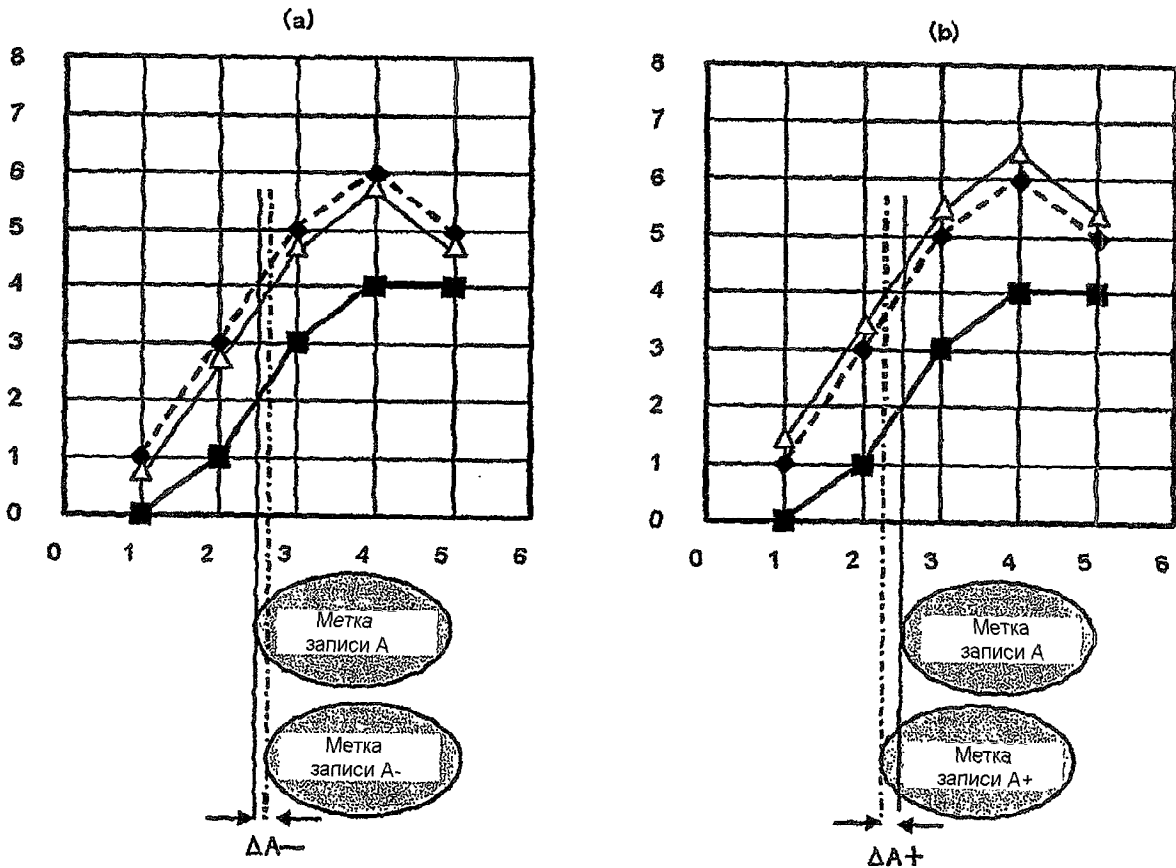 (a)
8
7
6
5
4
3
2
1
0
0 1 2 3 4 5 6
Метка
записи A
Метка
записи A-
ΔA−
(b)
8
7
6
5
4
3
2
1
0
0 1 2 3 4 5 6
Метка
записи A
Метка
записи A+
ΔA+